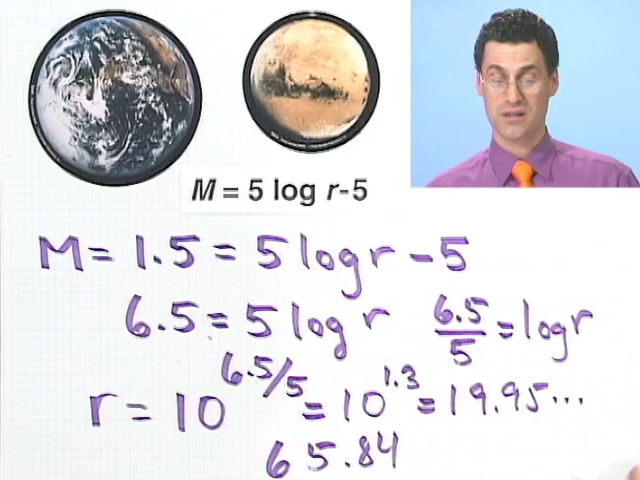 M = 5 log r-5
M = 1.5 = 5 log r - 5
6.5 = 5 log r 6.5/5 = log r
r = 10^6.5/5 = 10^1.3 = 19.95...
65.84